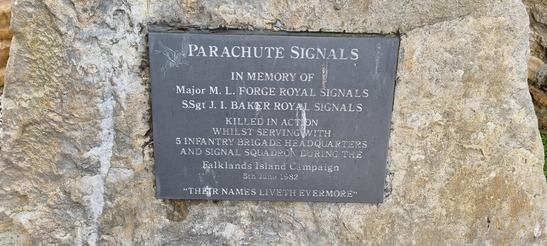 PARACHUTE SIGNALS
IN MEMORY OF
Major M. L. FORGE ROYAL SIGNALS
SSgt J. I. BAKER ROYAL SIGNALS
KILLED IN ACTION
WHILST SERVING WITH
5 INFANTRY BRIGADE HEADQUARTERS
AND SIGNAL SQUADRON DURING THE
Falklands Island Campaign
5th June 1982
"THEIR NAMES LIVETH EVERMORE"